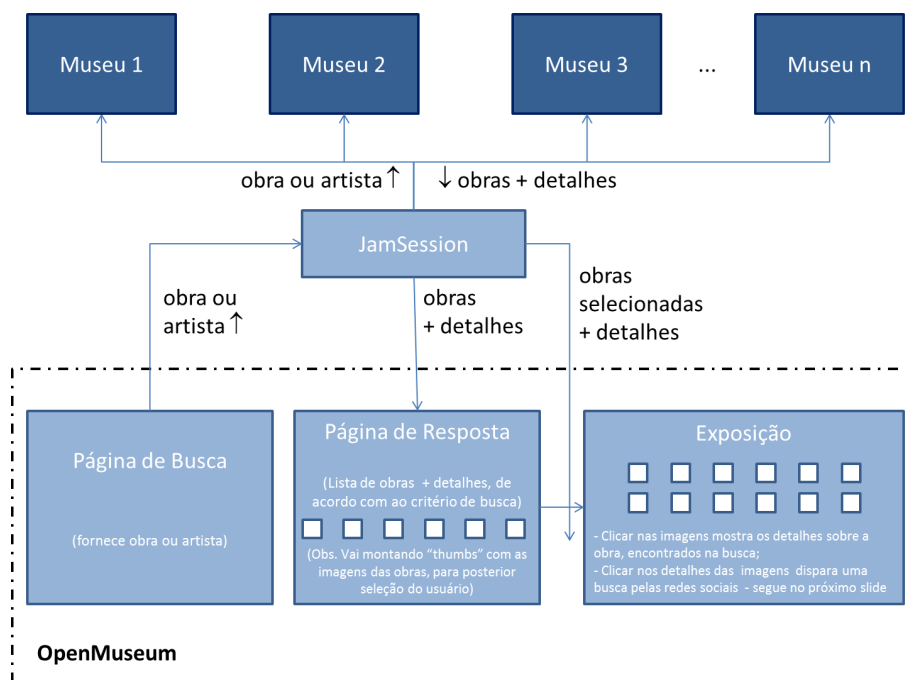 Museu 1
Museu 2
Museu 3
...
Museu n
obra ou artista ↑
↓ obras + detalhes
JamSession
obra ou
artista ↑
obras
+ detalhes
obras
selecionadas
+ detalhes
Página de Busca
(fornece obra ou artista)
Página de Resposta
(Lista de obras + detalhes, de
acordo com ao critério de busca)
(Obs. Vai montando “thumbs” com as
imagens das obras, para posterior
seleção do usuário)
Exposição
- Clicar nas imagens mostra os detalhes sobre a
obra, encontrados na busca;
- Clicar nos detalhes das imagens dispara uma
busca pelas redes sociais - segue no próximo slide
OpenMuseum